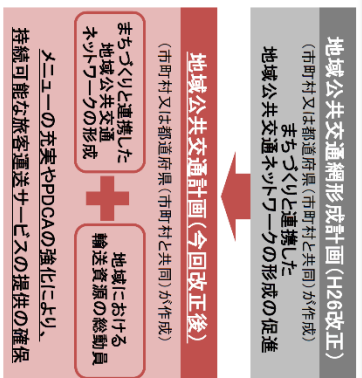 地域公共交通網形成計画(H26改正)
(市町村又は都道府県(市町村と共同)が作成)
まちづくりと連携した
地域公共交通ネットワークの形成の促進
地域公共交通計画(今回改正後)
(市町村又は都道府県(市町村と共同)が作成)
まちづくりと連携した
地域公共交通
ネットワークの形成
地域における
輸送資源の総動員
メニューの充実やPDCAの強化により、
持続可能な旅客運送サービスの提供の確保